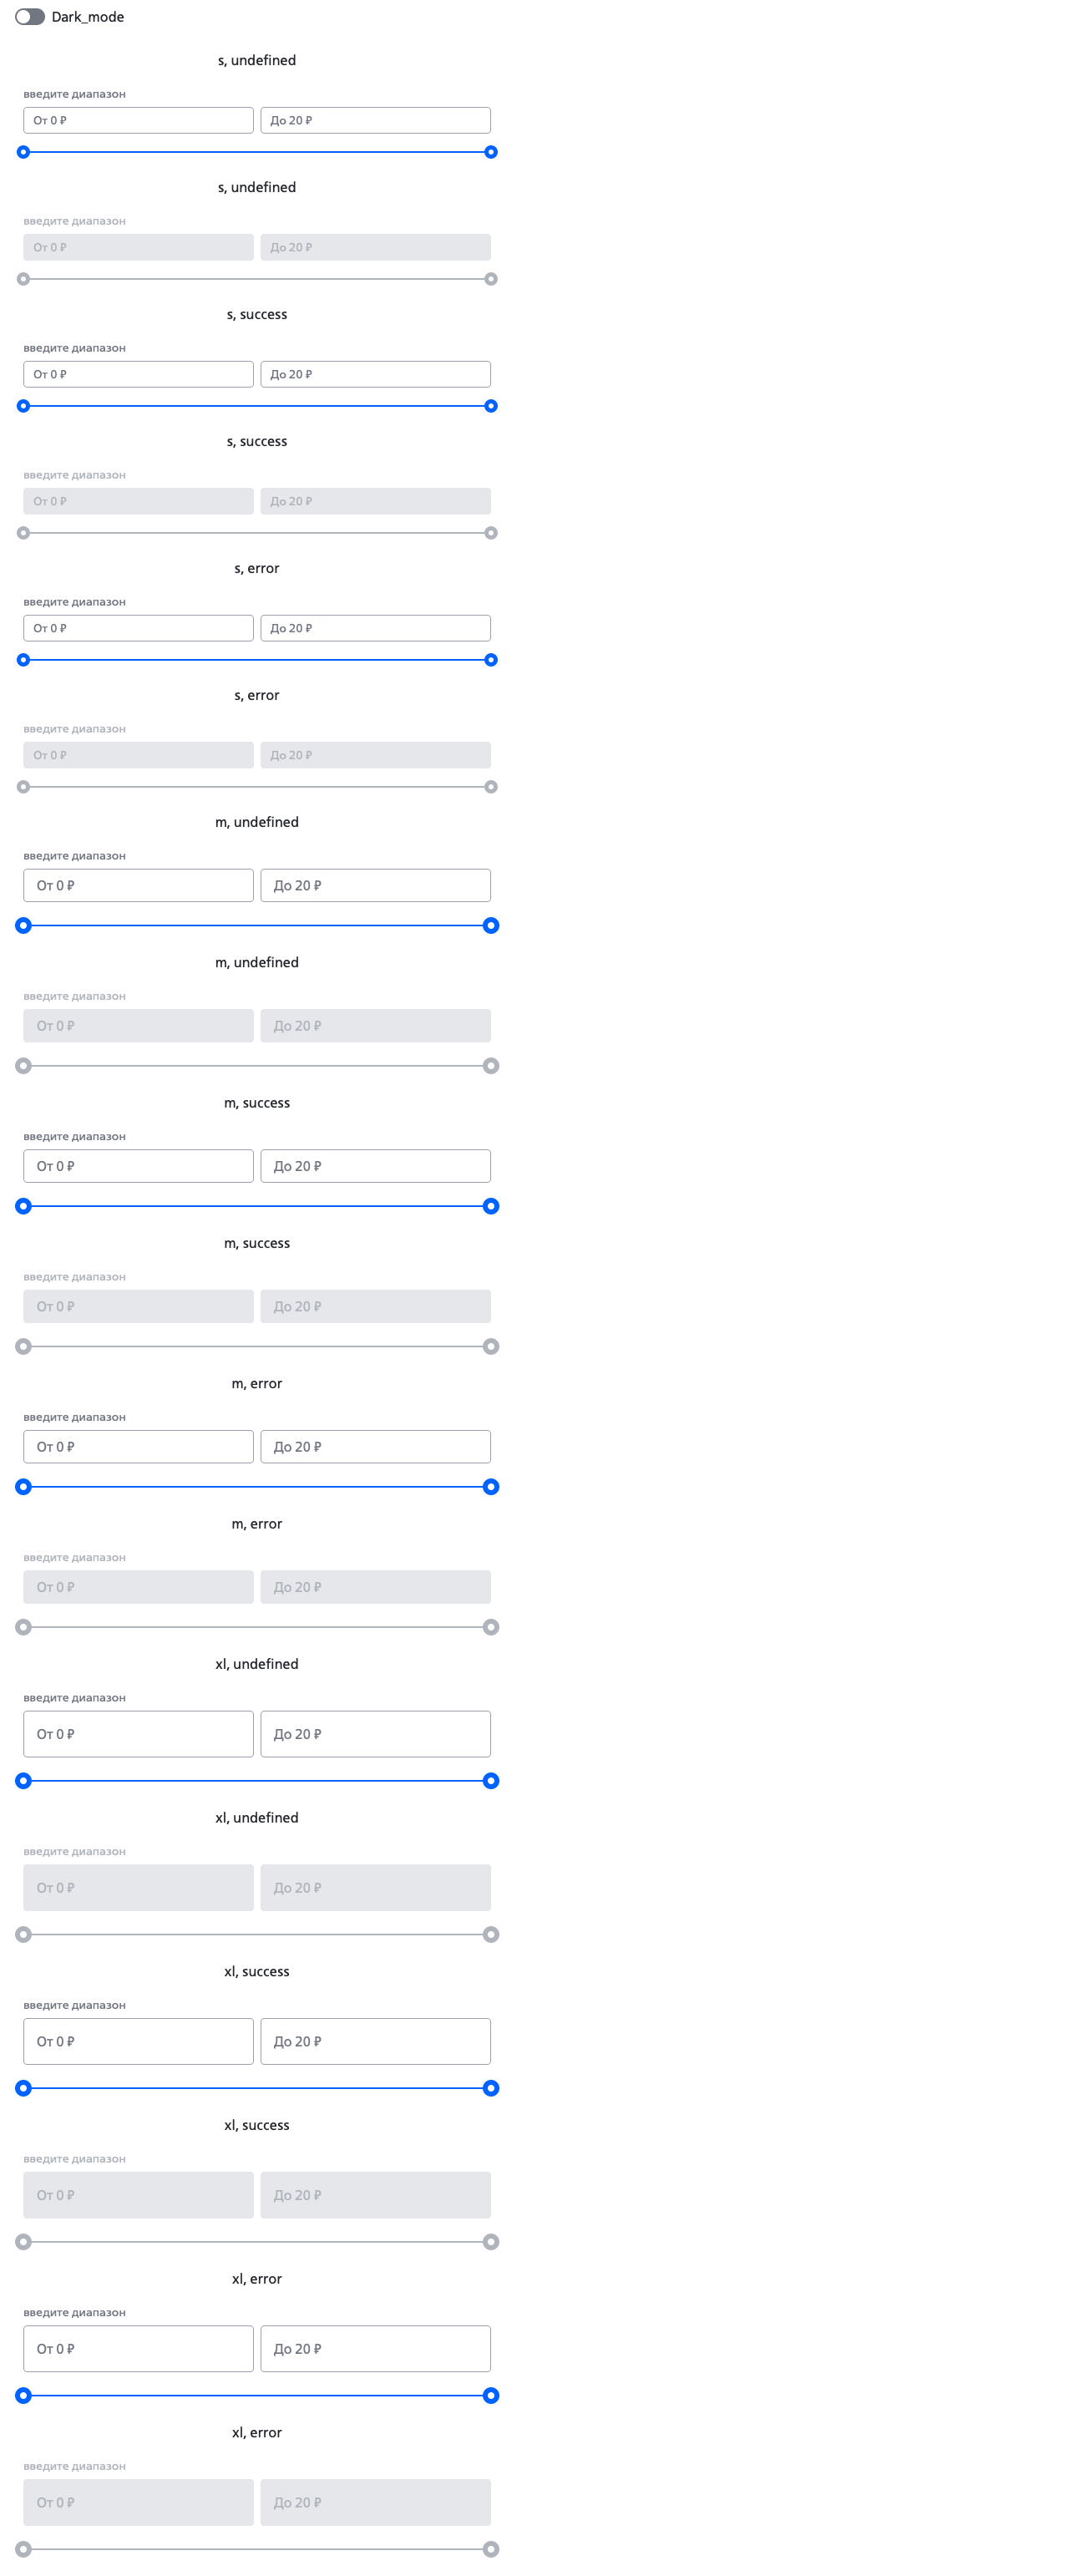 Dark_mode
s, undefined
введите диапазон
От 0 ₽ До 20 ₽
s, undefined
введите диапазон
От 0 ₽ До 20 ₽
s, success
введите диапазон
От 0 ₽ До 20 ₽
s, success
введите диапазон
От 0 ₽ До 20 ₽
s, error
введите диапазон
От 0 ₽ До 20 ₽
s, error
введите диапазон
От 0 ₽ До 20 ₽
m, undefined
введите диапазон
От 0 ₽ До 20 ₽
m, undefined
введите диапазон
От 0 ₽ До 20 ₽
m, success
введите диапазон
От 0 ₽ До 20 ₽
m, success
введите диапазон
От 0 ₽ До 20 ₽
m, error
введите диапазон
От 0 ₽ До 20 ₽
m, error
введите диапазон
От 0 ₽ До 20 ₽
xl, undefined
введите диапазон
От 0 ₽ До 20 ₽
xl, undefined
введите диапазон
От 0 ₽ До 20 ₽
xl, success
введите диапазон
От 0 ₽ До 20 ₽
xl, success
введите диапазон
От 0 ₽ До 20 ₽
xl, error
введите диапазон
От 0 ₽ До 20 ₽
xl, error
введите диапазон
От 0 ₽ До 20 ₽